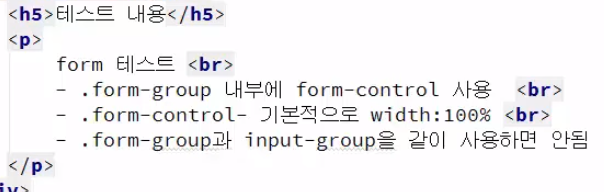 <h5>테스트 내용</h5>
<p>
form 테스트 <br>
- .form-group 내부에 form-control 사용  <br>
- .form-control- 기본적으로 width:100% <br>
- .form-group과 input-group을 같이 사용하면 안됨
</p>